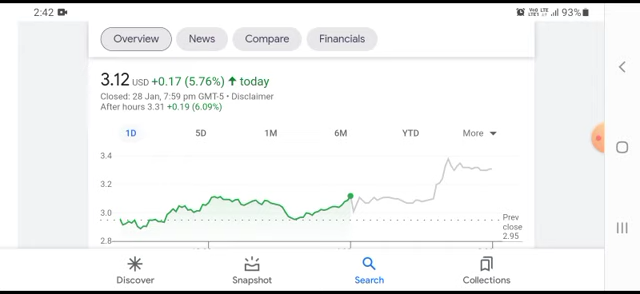 2:42
93%
Overview
News
Compare
Financials
3.12 USD +0.17 (5.76%) today
Closed: 28 Jan, 7:59 pm GMT-5 • Disclaimer
After hours 3.31 +0.19 (6.09%)
1D
5D
1M
6M
YTD
More
3.4
3.2
3.0
2.8
Prev
close
2.95
Discover
Snapshot
Search
Collections